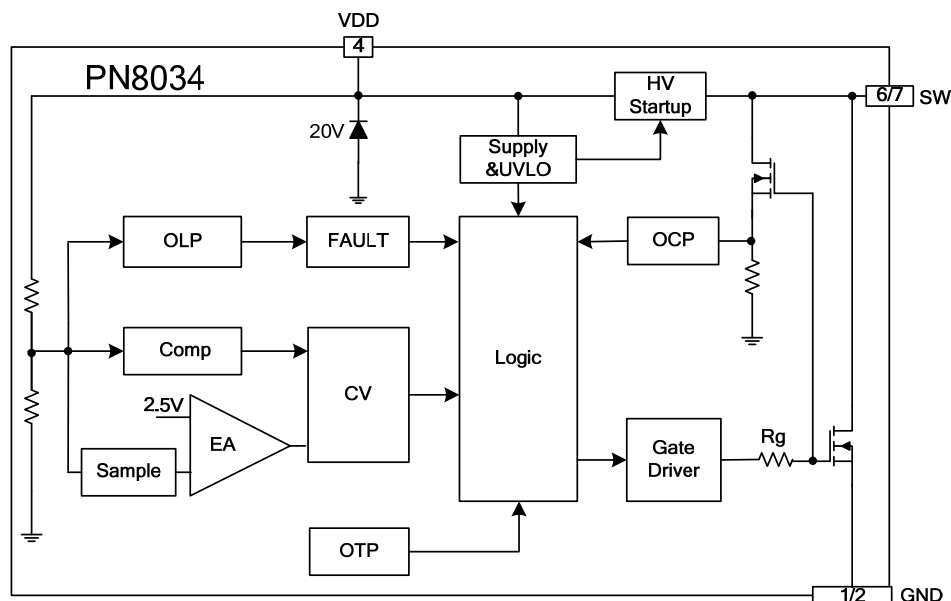 VDD
4
PN8034
HV
Startup
6/7
SW
20V
Supply
&UVLO
OLP
FAULT
OCP
Comp
CV
Logic
2.5V
EA
Sample
Gate
Driver
Rg
OTP
1/2
GND